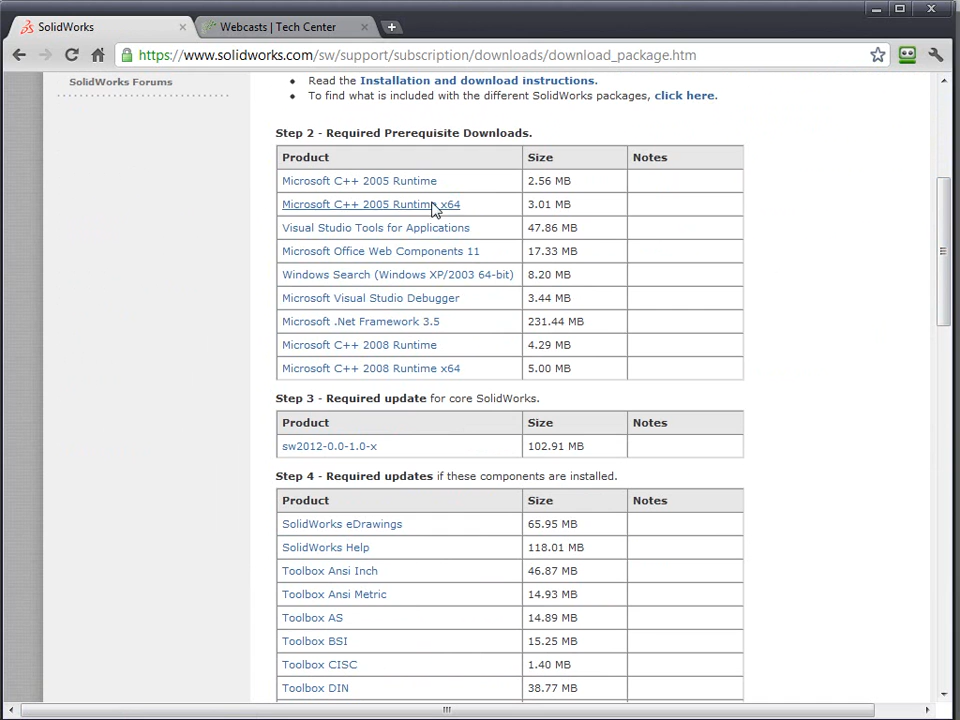 SolidWorks
Webcasts | Tech Center
https://www.solidworks.com/sw/support/subscription/downloads/download_package.htm
SolidWorks Forums
• Read the Installation and download instructions.
• To find what is included with the different SolidWorks packages, click here.
Step 2 - Required Prerequisite Downloads.
Product Size Notes
Microsoft C++ 2005 Runtime 2.56 MB
Microsoft C++ 2005 Runtime x64 3.01 MB
Visual Studio Tools for Applications 47.86 MB
Microsoft Office Web Components 11 17.33 MB
Windows Search (Windows XP/2003 64-bit) 8.20 MB
Microsoft Visual Studio Debugger 3.44 MB
Microsoft .Net Framework 3.5 231.44 MB
Microsoft C++ 2008 Runtime 4.29 MB
Microsoft C++ 2008 Runtime x64 5.00 MB
Step 3 - Required update for core SolidWorks.
Product Size Notes
sw2012-0.0-1.0-x 102.91 MB
Step 4 - Required updates if these components are installed.
Product Size Notes
SolidWorks eDrawings 65.95 MB
SolidWorks Help 118.01 MB
Toolbox Ansi Inch 46.87 MB
Toolbox Ansi Metric 14.93 MB
Toolbox AS 14.89 MB
Toolbox BSI 15.25 MB
Toolbox CISC 1.40 MB
Toolbox DIN 38.77 MB